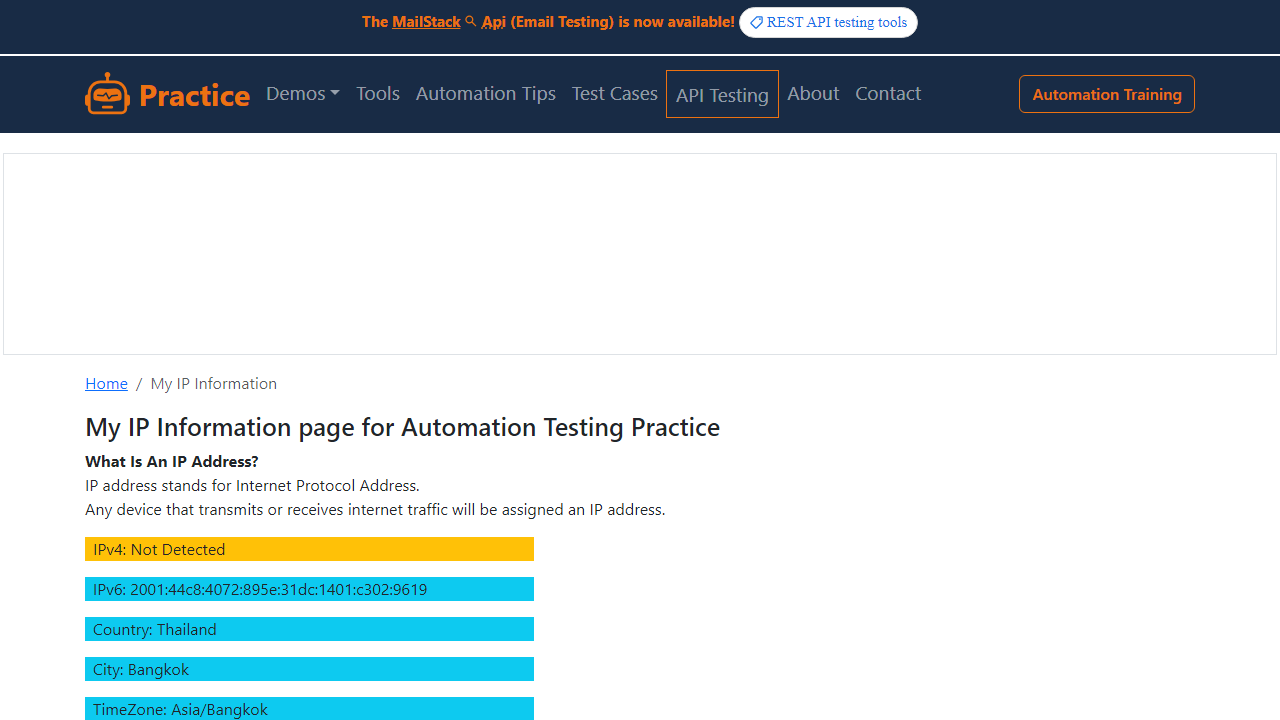 The MailStack Api (Email Testing) is now available! REST API testing tools
Practice Demos Tools Automation Tips Test Cases API Testing About Contact Automation Training
Home / My IP Information
My IP Information page for Automation Testing Practice
What Is An IP Address?
IP address stands for Internet Protocol Address.
Any device that transmits or receives internet traffic will be assigned an IP address.
IPv4: Not Detected
IPv6: 2001:44c8:4072:895e:31dc:1401:c302:9619
Country: Thailand
City: Bangkok
TimeZone: Asia/Bangkok